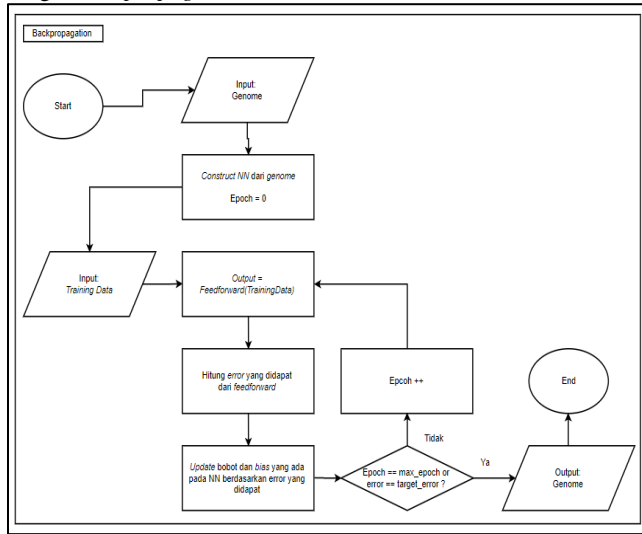 Backpropagation
Start
Input:
Genome
Construct NN dari genome
Epoch = 0
Input:
Training Data
Output =
Feedforward(TrainingData)
Hitung error yang didapat
dari feedforward
Epcoh ++
End
Update bobot dan bias yang ada
pada NN berdasarkan error yang
didapat
Tidak
Epoch == max_epoch or
error == target_error ?
Ya
Output:
Genome